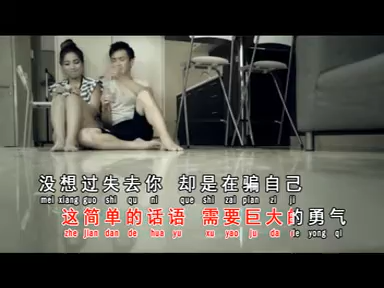 没想过失去你 却是在骗自己
mei xiang guo shi qu ni que shi zai pian zi ji
这简单的话语 需要巨大的勇气
zhe jian dan de hua yu xu yao ju da de yong qi